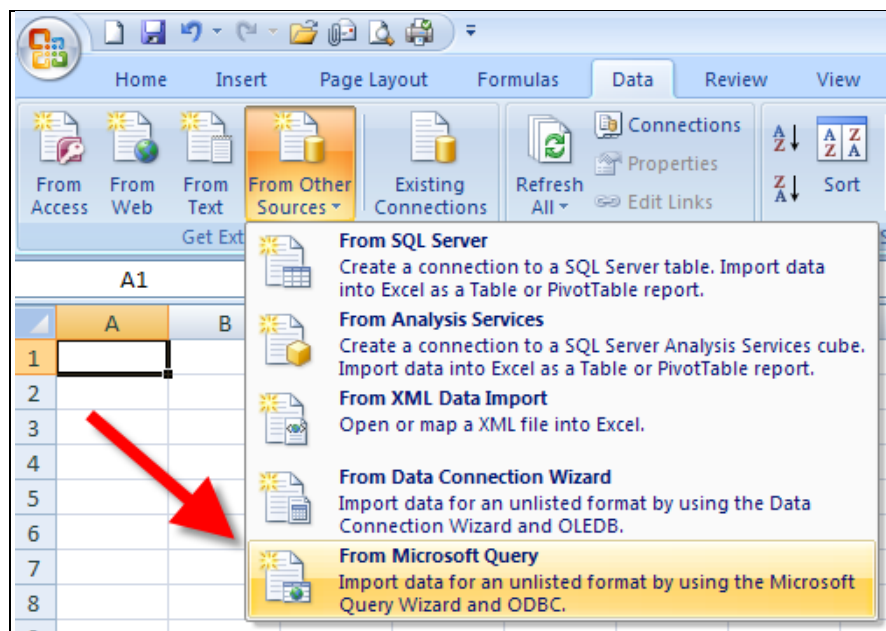 Home Insert Page Layout Formulas Data Review View
From Access
From Web
From Text
From Other Sources
Existing Connections
Refresh All
Connections
Properties
Edit Links
A Z
Z A
A Z
Z A
Sort
Get Ext
A1
A B
1
2
3
4
5
6
7
8
From SQL Server
Create a connection to a SQL Server table. Import data
into Excel as a Table or PivotTable report.
From Analysis Services
Create a connection to a SQL Server Analysis Services cube.
Import data into Excel as a Table or PivotTable report.
From XML Data Import
Open or map a XML file into Excel.
From Data Connection Wizard
Import data for an unlisted format by using the Data
Connection Wizard and OLEDB.
From Microsoft Query
Import data for an unlisted format by using the Microsoft
Query Wizard and ODBC.